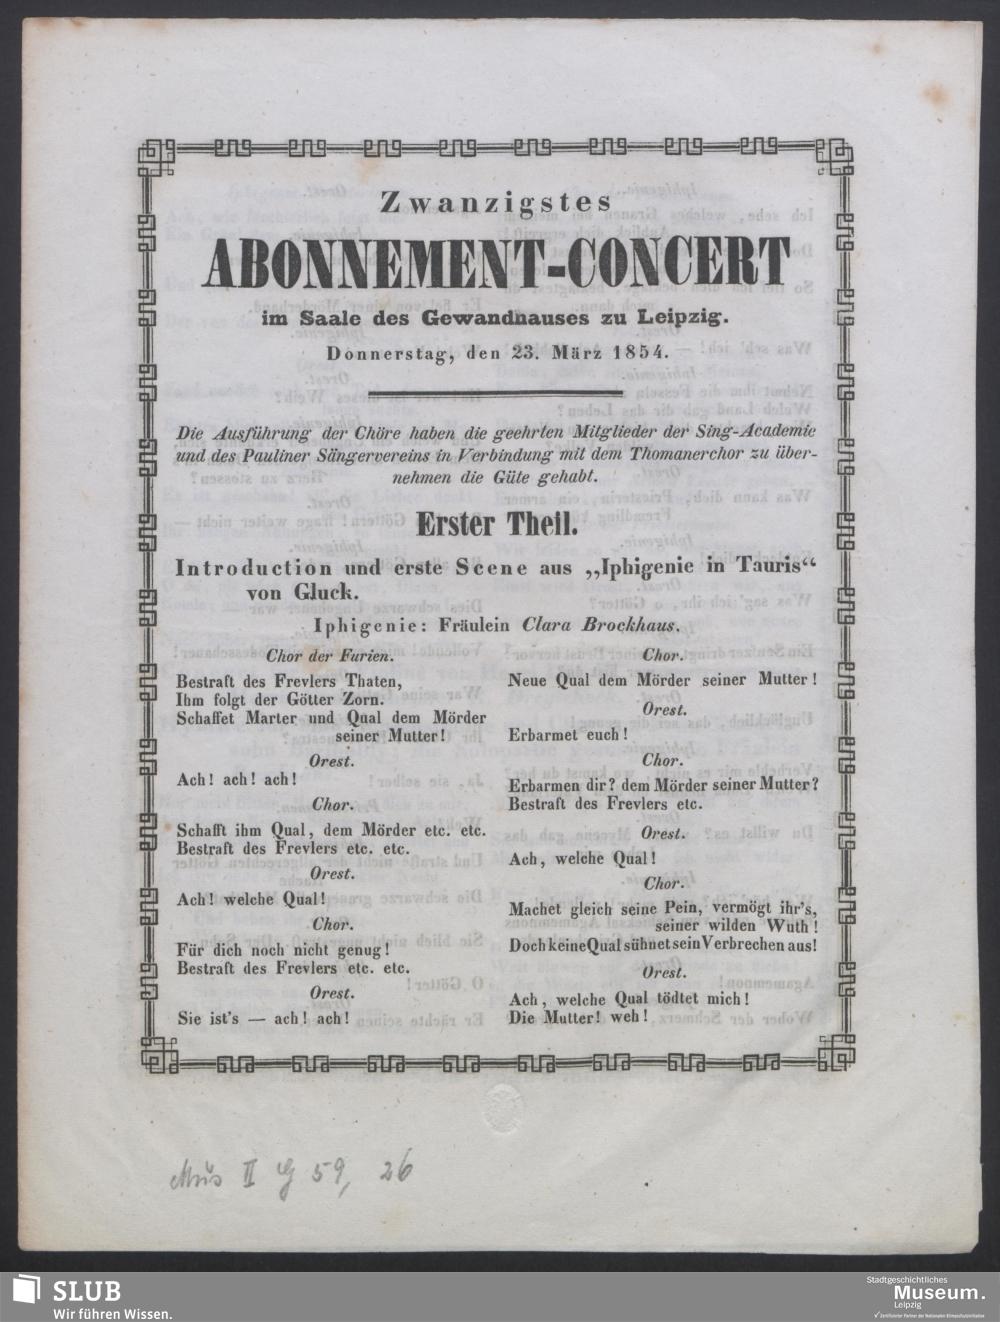 Zwanzigstes
ABONNEMENT-CONCERT
im Saale des Gewandhauses zu Leipzig.
Donnerstag, den 23. März 1854.
Die Ausführung der Chöre haben die geehrten Mitglieder der Sing-Academie
und des Pauliner Sängervereins in Verbindung mit dem Thomanerchor zu über-
nehmen die Güte gehabt.
Erster Theil.
Introduction und erste Scene aus „Iphigenie in Tauris“
von Gluck.
Iphigenie: Fräulein Clara Brockhaus.
Chor der Furien.
Bestraft des Frevlers Thaten,
Ihm folgt der Götter Zorn.
Schaffet Marter und Qual dem Mörder
seiner Mutter!
Orest.
Ach! ach! ach!
Chor.
Schafft ihm Qual, dem Mörder etc. etc.
Bestraft des Frevlers etc. etc.
Orest.
Ach! welche Qual!
Chor.
Für dich noch nicht genug!
Bestraft des Frevlers etc. etc.
Orest.
Sie ist's — ach! ach!
Chor.
Neue Qual dem Mörder seiner Mutter!
Orest.
Erbarmet euch!
Chor.
Erbarmen dir? dem Mörder seiner Mutter?
Bestraft des Frevlers etc.
Orest.
Ach, welche Qual!
Chor.
Machet gleich seine Pein, vermögt ihr's,
seiner wilden Wuth!
Doch keine Qual sühnet sein Verbrechen aus!
Orest.
Ach, welche Qual tödtet mich!
Die Mutter! weh!
Mus II G 59, 26
SLUB
Wir führen Wissen.
Stadtgeschichtliches
Museum.
Leipzig
Zertifizierter Partner der Nationalen Klimaschutzinitiative